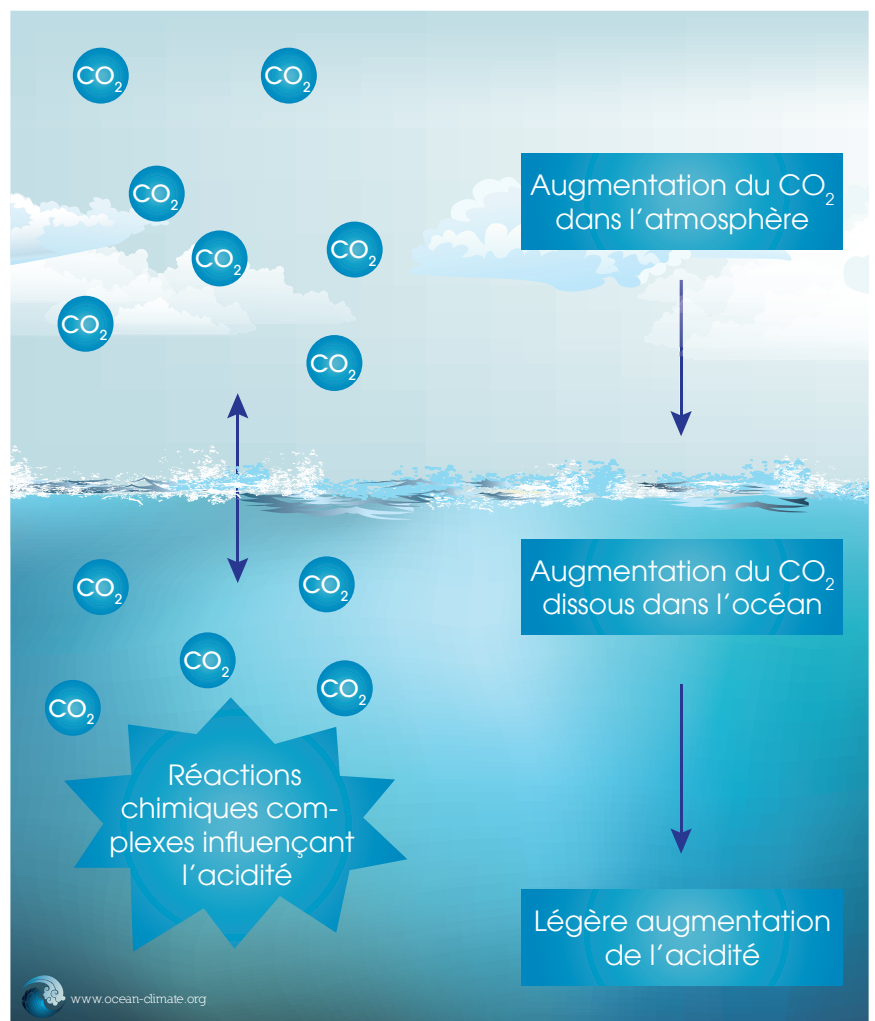 CO₂
CO₂
CO₂
CO₂
CO₂
CO₂
CO₂
Augmentation du CO₂
dans l'atmosphère
CO₂
CO₂
CO₂
CO₂
CO₂
Augmentation du CO₂
dissous dans l'océan
Réactions
chimiques com-
plexes influençant
l'acidité
Légère augmentation
de l'acidité
www.ocean-climate.org